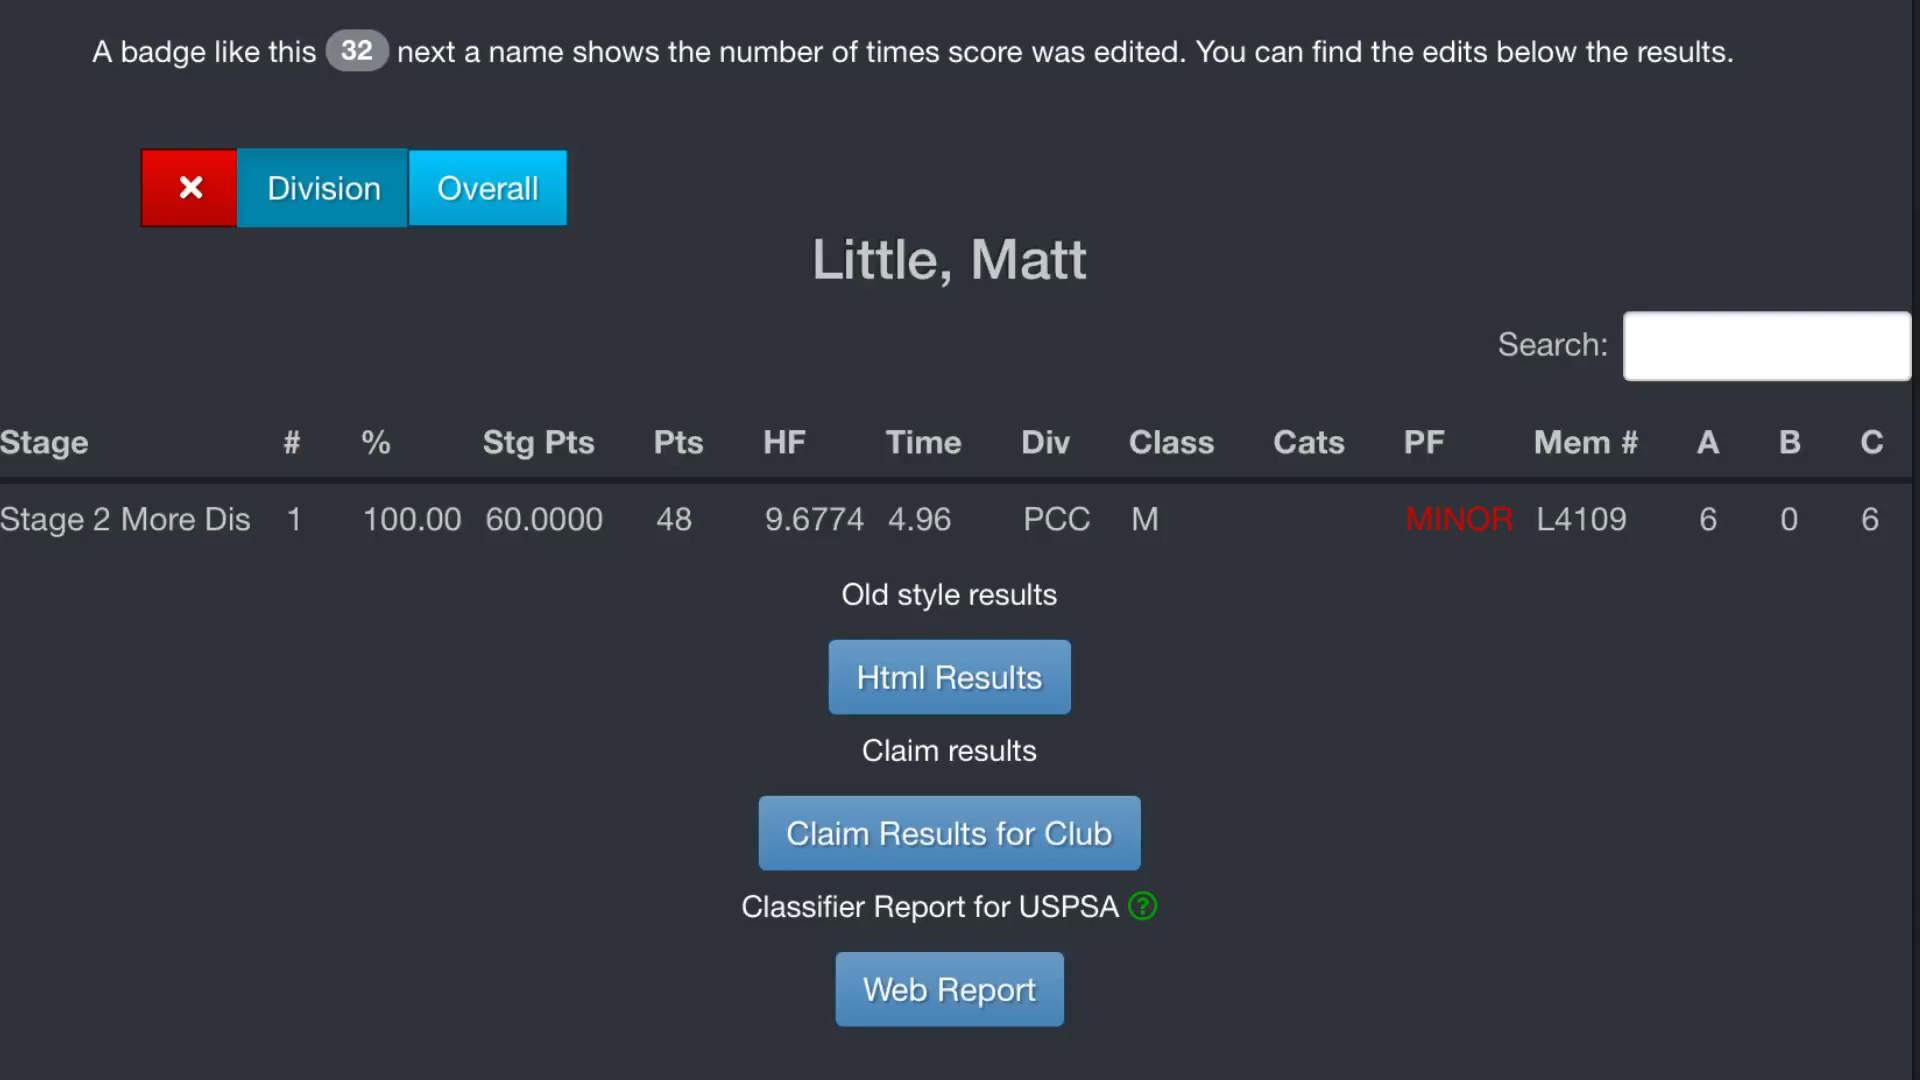 A badge like this 32 next a name shows the number of times score was edited. You can find the edits below the results.
Division Overall
Little, Matt
Search:
Stage # % Stg Pts Pts HF Time Div Class Cats PF Mem # A B C
Stage 2 More Dis 1 100.00 60.0000 48 9.6774 4.96 PCC M MINOR L4109 6 0 6
Old style results
Html Results
Claim results
Claim Results for Club
Classifier Report for USPSA ?
Web Report